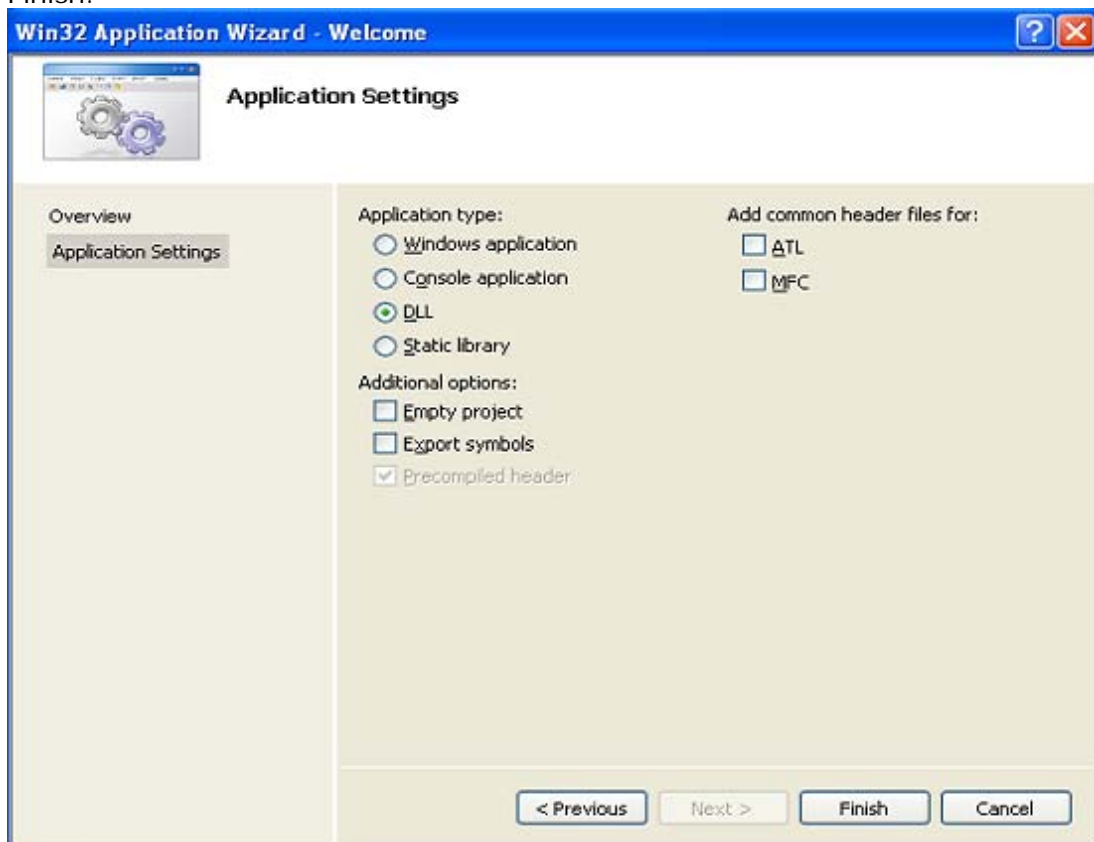 Finish.
Win32 Application Wizard - Welcome
Application Settings
Overview
Application Settings
Application type:
Windows application
Console application
DLL
Static library
Additional options:
Empty project
Export symbols
Precompiled header
Add common header files for:
ATL
MFC
< Previous
Next >
Finish
Cancel